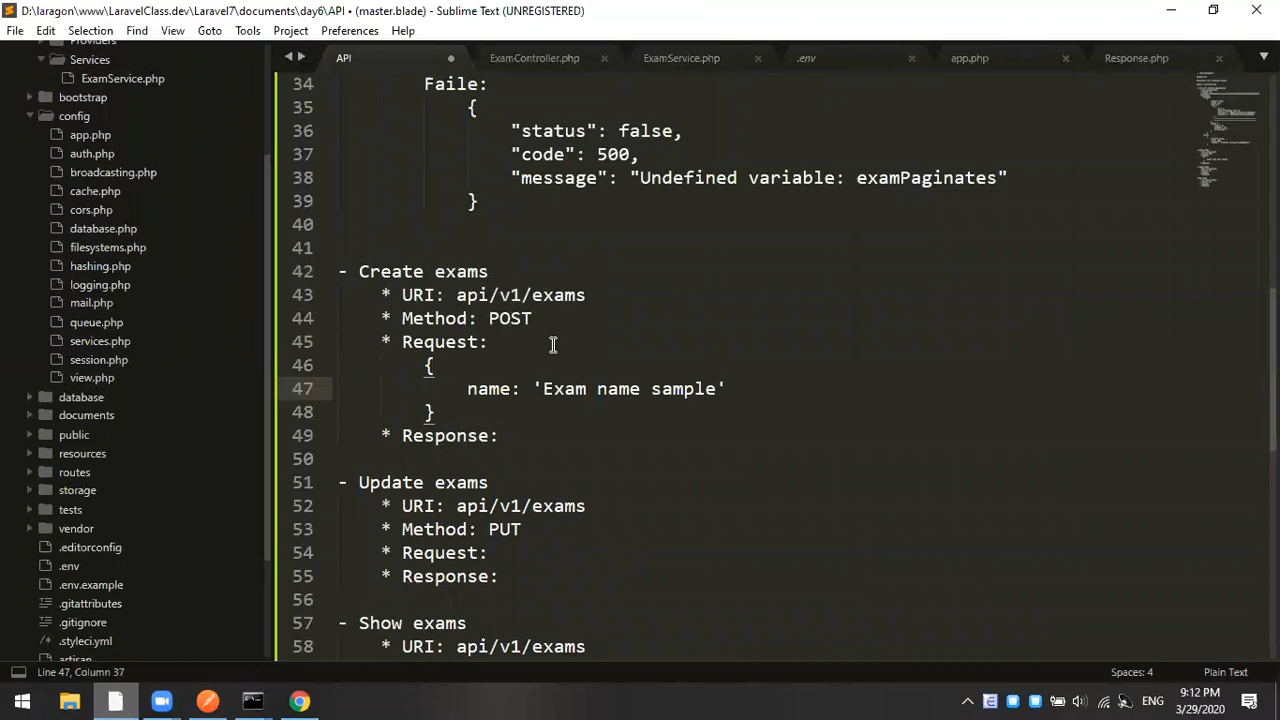 D:\laragon\www\LaravelClass.dev\Laravel7\documents\day6\API • (master.blade) - Sublime Text (UNREGISTERED)
File Edit Selection Find View Goto Tools Project Preferences Help
Providers
Services
ExamService.php
bootstrap
config
app.php
auth.php
broadcasting.php
cache.php
cors.php
database.php
filesystems.php
hashing.php
logging.php
mail.php
queue.php
services.php
session.php
view.php
database
documents
public
resources
routes
storage
tests
vendor
.editorconfig
.env
.env.example
.gitattributes
.gitignore
.styleci.yml
artisan
API ExamController.php ExamService.php .env app.php Response.php
34 Faile:
35 {
36 "status": false,
37 "code": 500,
38 "message": "Undefined variable: examPaginates"
39 }
40
41
42 - Create exams
43 * URI: api/v1/exams
44 * Method: POST
45 * Request:
46 {
47 name: 'Exam name sample'
48 }
49 * Response:
50
51 - Update exams
52 * URI: api/v1/exams
53 * Method: PUT
54 * Request:
55 * Response:
56
57 - Show exams
58 * URI: api/v1/exams
Line 47, Column 37 Spaces: 4 Plain Text
ENG 9:12 PM
3/29/2020